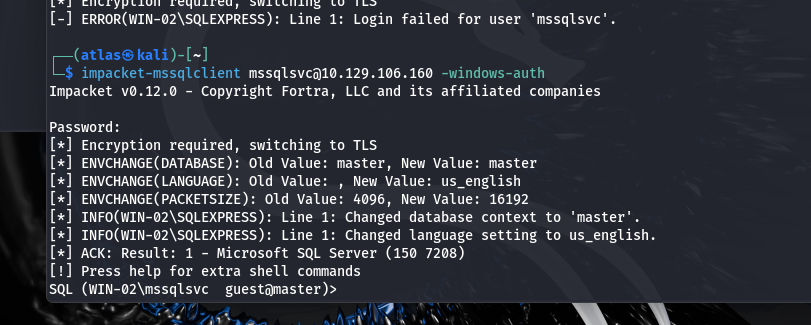 [*] Encryption required, switching to TLS
[-] ERROR(WIN-02\SQLEXPRESS): Line 1: Login failed for user 'mssqlsvc'.
┌──(atlas㉿kali)-[~]
└─$ impacket-mssqlclient mssqlsvc@10.129.106.160 -windows-auth
Impacket v0.12.0 - Copyright Fortra, LLC and its affiliated companies
Password:
[*] Encryption required, switching to TLS
[*] ENVCHANGE(DATABASE): Old Value: master, New Value: master
[*] ENVCHANGE(LANGUAGE): Old Value: , New Value: us_english
[*] ENVCHANGE(PACKETSIZE): Old Value: 4096, New Value: 16192
[*] INFO(WIN-02\SQLEXPRESS): Line 1: Changed database context to 'master'.
[*] INFO(WIN-02\SQLEXPRESS): Line 1: Changed language setting to us_english.
[*] ACK: Result: 1 - Microsoft SQL Server (150 7208)
[!] Press help for extra shell commands
SQL (WIN-02\mssqlsvc  guest@master)>